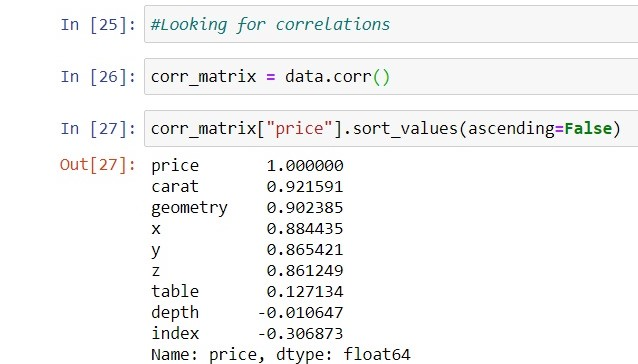 In [25]: #Looking for correlations
In [26]: corr_matrix = data.corr()
In [27]: corr_matrix["price"].sort_values(ascending=False)
Out[27]: price 1.000000
carat 0.921591
geometry 0.902385
x 0.884435
y 0.865421
z 0.861249
table 0.127134
depth -0.010647
index -0.306873
Name: price, dtype: float64